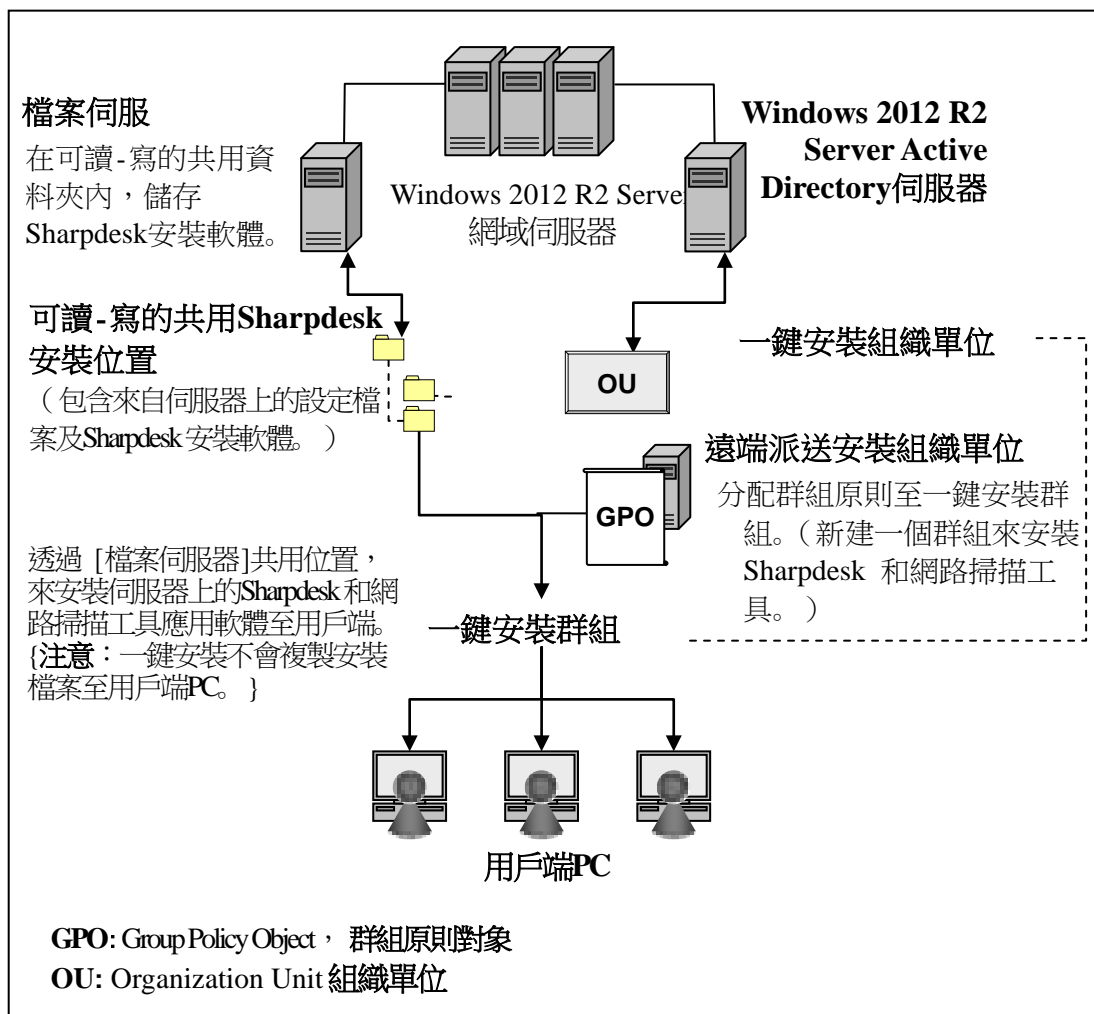 檔案伺服
在可讀-寫的共用資
料夾內，儲存
Sharpdesk安裝軟體。
Windows 2012 R2 Server
網域伺服器
Windows 2012 R2
Server Active
Directory伺服器
可讀-寫的共用Sharpdesk
安裝位置
（包含來自伺服器上的設定檔
案及Sharpdesk 安裝軟體。）
OU
一鍵安裝組織單位
GPO
遠端派送安裝組織單位
分配群組原則至一鍵安裝群
組。（新建一個群組來安裝
Sharpdesk 和網路掃描工
具。）
透過 [檔案伺服器]共用位置，
來安裝伺服器上的Sharpdesk 和網
路掃描工具應用軟體至用戶端。
{注意：一鍵安裝不會複製安裝
檔案至用戶端PC。}
一鍵安裝群組
用戶端PC
GPO: Group Policy Object， 群組原則對象
OU: Organization Unit 組織單位